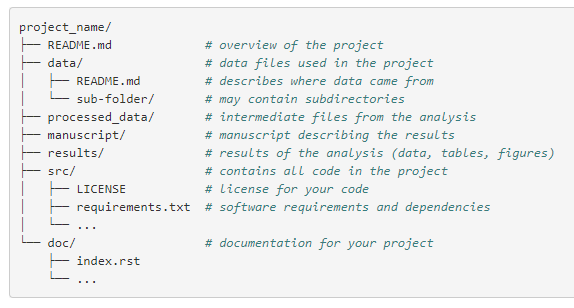 project_name/
├── README.md             # overview of the project
├── data/                 # data files used in the project
│   ├── README.md         # describes where data came from
│   └── sub-folder/       # may contain subdirectories
├── processed_data/       # intermediate files from the analysis
├── manuscript/           # manuscript describing the results
├── results/              # results of the analysis (data, tables, figures)
├── src/                  # contains all code in the project
│   ├── LICENSE           # license for your code
│   ├── requirements.txt  # software requirements and dependencies
│   └── ...
└── doc/                  # documentation for your project
    ├── index.rst
    └── ...